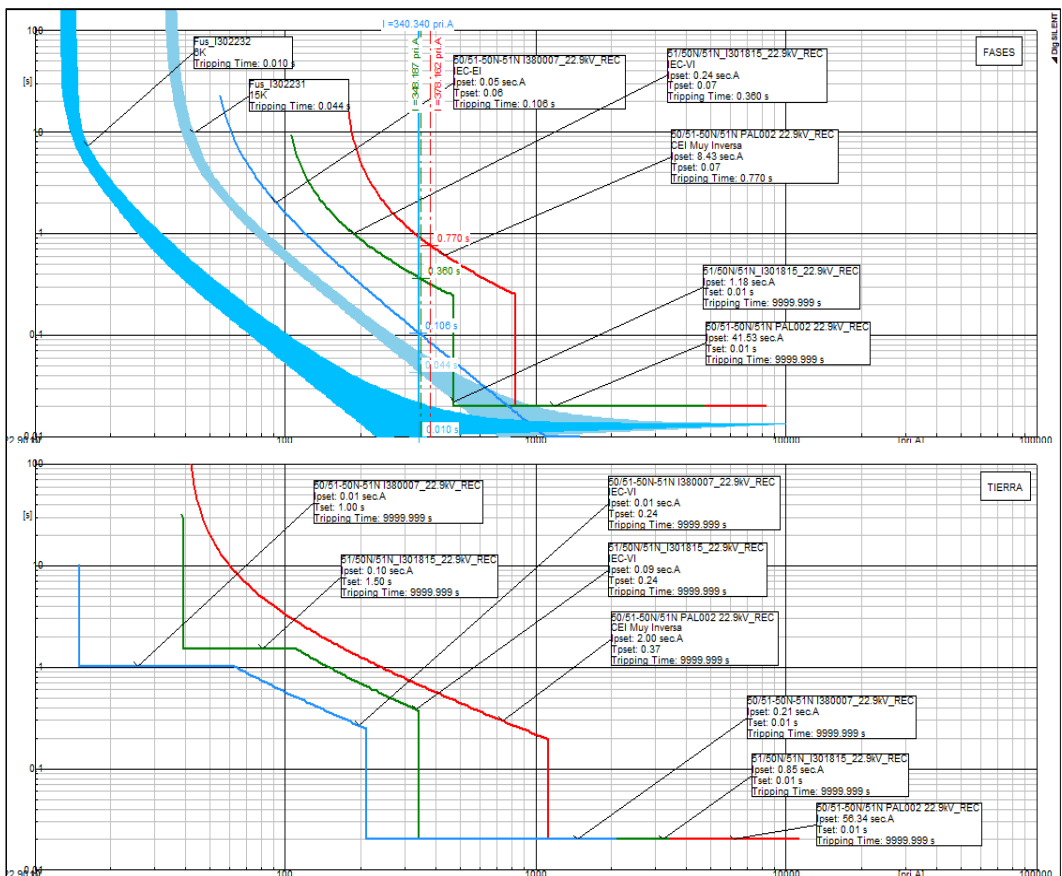 I =340.340 pri.A
I =348.187 pri.A
I =378.162 pri.A
DIgSILENT
FASES
100
[s]
Fus_I302232
6K
Tripping Time: 0.010 s
Fus_I302231
15K
Tripping Time: 0.044 s
50/51-50N-51N I380007_22.9kV_REC
IEC-EI
Ipset: 0.05 sec.A
Tpset: 0.06
Tripping Time: 0.106 s
51/50N/51N_I301815_22.9kV_REC
IEC-VI
Ipset: 0.24 sec.A
Tpset: 0.07
Tripping Time: 0.360 s
50/51-50N/51N PAL002 22.9kV_REC
CEI Muy Inversa
Ipset: 8.43 sec.A
Tpset: 0.07
Tripping Time: 0.770 s
51/50N/51N_I301815_22.9kV_REC
Ipset: 1.18 sec.A
Tset: 0.01 s
Tripping Time: 9999.999 s
50/51-50N/51N PAL002 22.9kV_REC
Ipset: 41.53 sec.A
Tset: 0.01 s
Tripping Time: 9999.999 s
0.770 s
0.360 s
0.106 s
0.044 s
0.010 s
10
1
0.1
100
1000
10000
[pri.A]
100000
TIERRA
100
[s]
50/51-50N-51N I380007_22.9kV_REC
Ipset: 0.01 sec.A
Tset: 1.00 s
Tripping Time: 9999.999 s
51/50N/51N_I301815_22.9kV_REC
Ipset: 0.10 sec.A
Tset: 1.50 s
Tripping Time: 9999.999 s
50/51-50N-51N I380007_22.9kV_REC
IEC-VI
Ipset: 0.01 sec.A
Tpset: 0.24
Tripping Time: 9999.999 s
51/50N/51N_I301815_22.9kV_REC
IEC-VI
Ipset: 0.09 sec.A
Tpset: 0.24
Tripping Time: 9999.999 s
50/51-50N/51N PAL002 22.9kV_REC
CEI Muy Inversa
Ipset: 2.00 sec.A
Tpset: 0.37
Tripping Time: 9999.999 s
50/51-50N-51N I380007_22.9kV_REC
Ipset: 0.21 sec.A
Tset: 0.01 s
Tripping Time: 9999.999 s
51/50N/51N_I301815_22.9kV_REC
Ipset: 0.85 sec.A
Tset: 0.01 s
Tripping Time: 9999.999 s
50/51-50N/51N PAL002 22.9kV_REC
Ipset: 56.34 sec.A
Tset: 0.01 s
Tripping Time: 9999.999 s
10
1
0.1
100
1000
10000
[pri.A]
100000